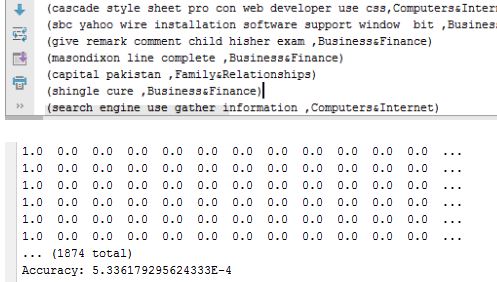 (cascade style sheet pro con web developer use css,Computers&Intern
(sbc yahoo wire installation software support window  bit ,Busines
(give remark comment child hisher exam ,Business&Finance)
(masondixon line complete ,Business&Finance)
(capital pakistan ,Family&Relationships)
(shingle cure ,Business&Finance)
(search engine use gather information ,Computers&Internet)
1.0  0.0  0.0  0.0  0.0  0.0  0.0  0.0  0.0  0.0  0.0  0.0  ...
1.0  0.0  0.0  0.0  0.0  0.0  0.0  0.0  0.0  0.0  0.0  0.0  ...
1.0  0.0  0.0  0.0  0.0  0.0  0.0  0.0  0.0  0.0  0.0  0.0  ...
1.0  0.0  0.0  0.0  0.0  0.0  0.0  0.0  0.0  0.0  0.0  0.0  ...
1.0  0.0  0.0  0.0  0.0  0.0  0.0  0.0  0.0  0.0  0.0  0.0  ...
1.0  0.0  0.0  0.0  0.0  0.0  0.0  0.0  0.0  0.0  0.0  0.0  ...
... (1874 total)
Accuracy: 5.336179295624333E-4